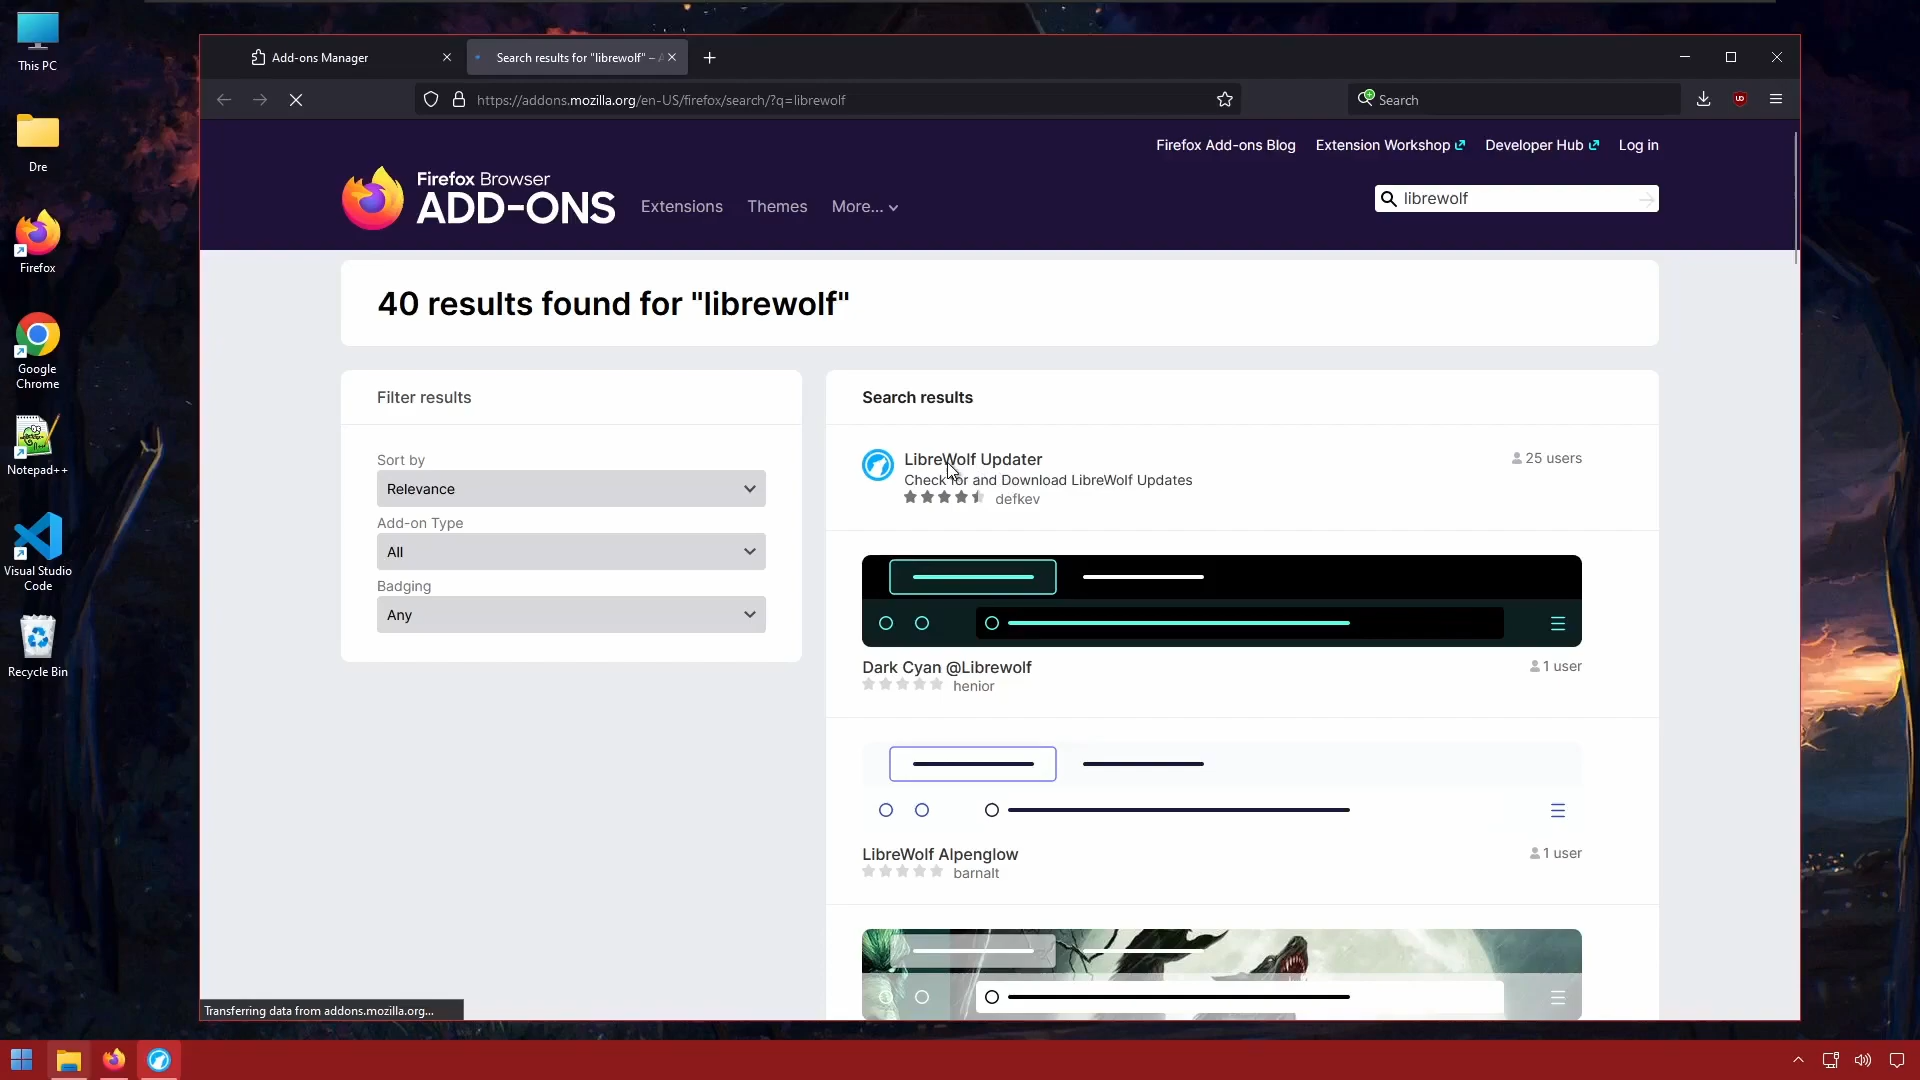 This PC
Dre
Firefox
Google
Chrome
Notepad++
Visual Studio
Code
Recycle Bin
Add-ons Manager
Search results for "librewolf" –
https://addons.mozilla.org/en-US/firefox/search/?q=librewolf
Search
Firefox Add-ons Blog
Extension Workshop
Developer Hub
Log in
Firefox Browser
ADD-ONS
Extensions
Themes
More...
librewolf
40 results found for "librewolf"
Filter results
Sort by
Relevance
Add-on Type
All
Badging
Any
Search results
LibreWolf Updater
25 users
Check for and Download LibreWolf Updates
defkev
Dark Cyan @Librewolf
1 user
henior
LibreWolf Alpenglow
1 user
barnalt
Transferring data from addons.mozilla.org...